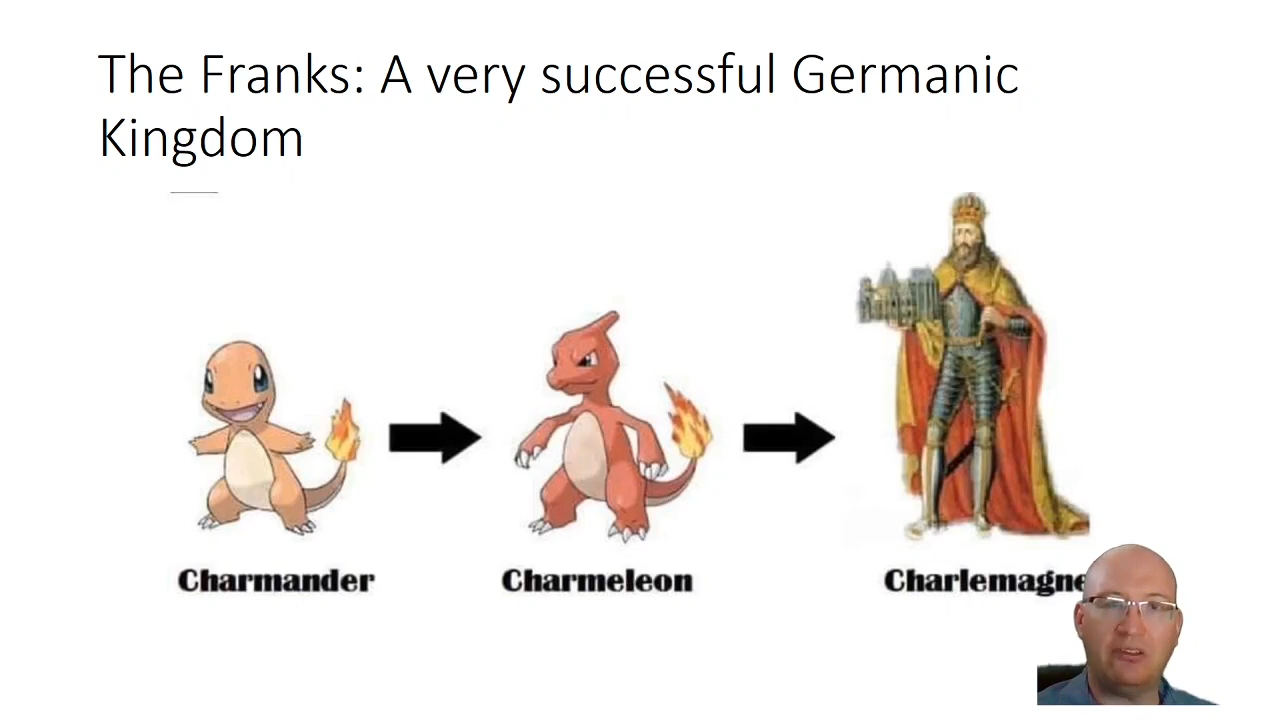 The Franks: A very successful Germanic
Kingdom
Charmander
Charmeleon
Charlemagne